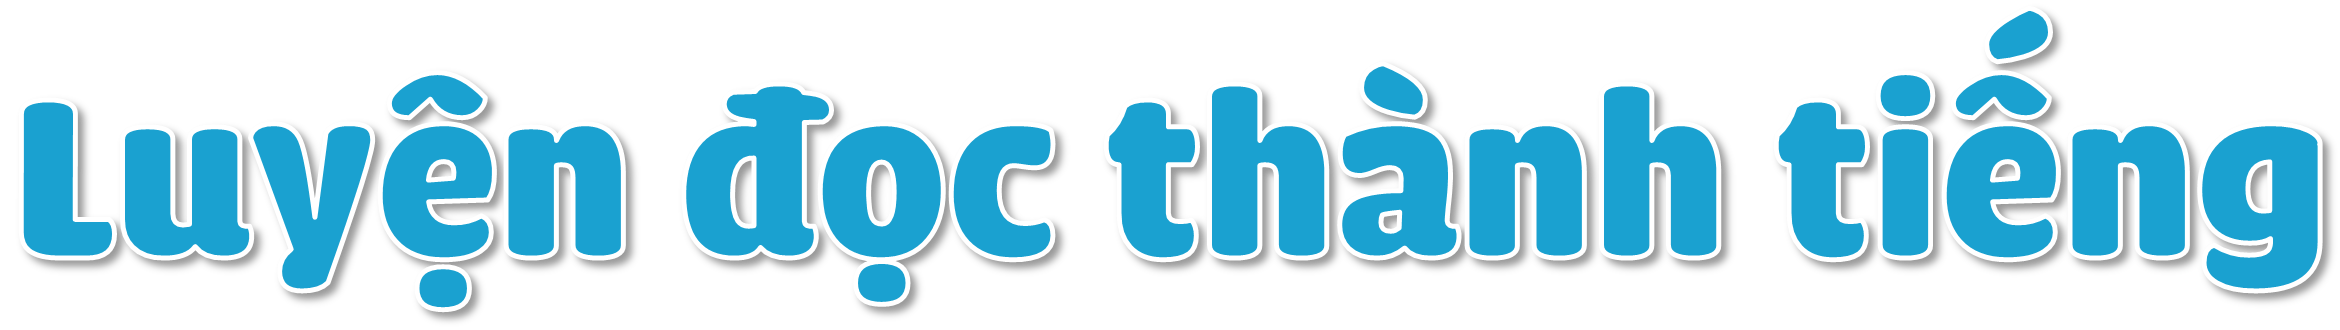 Luyện đọc thành tiếng